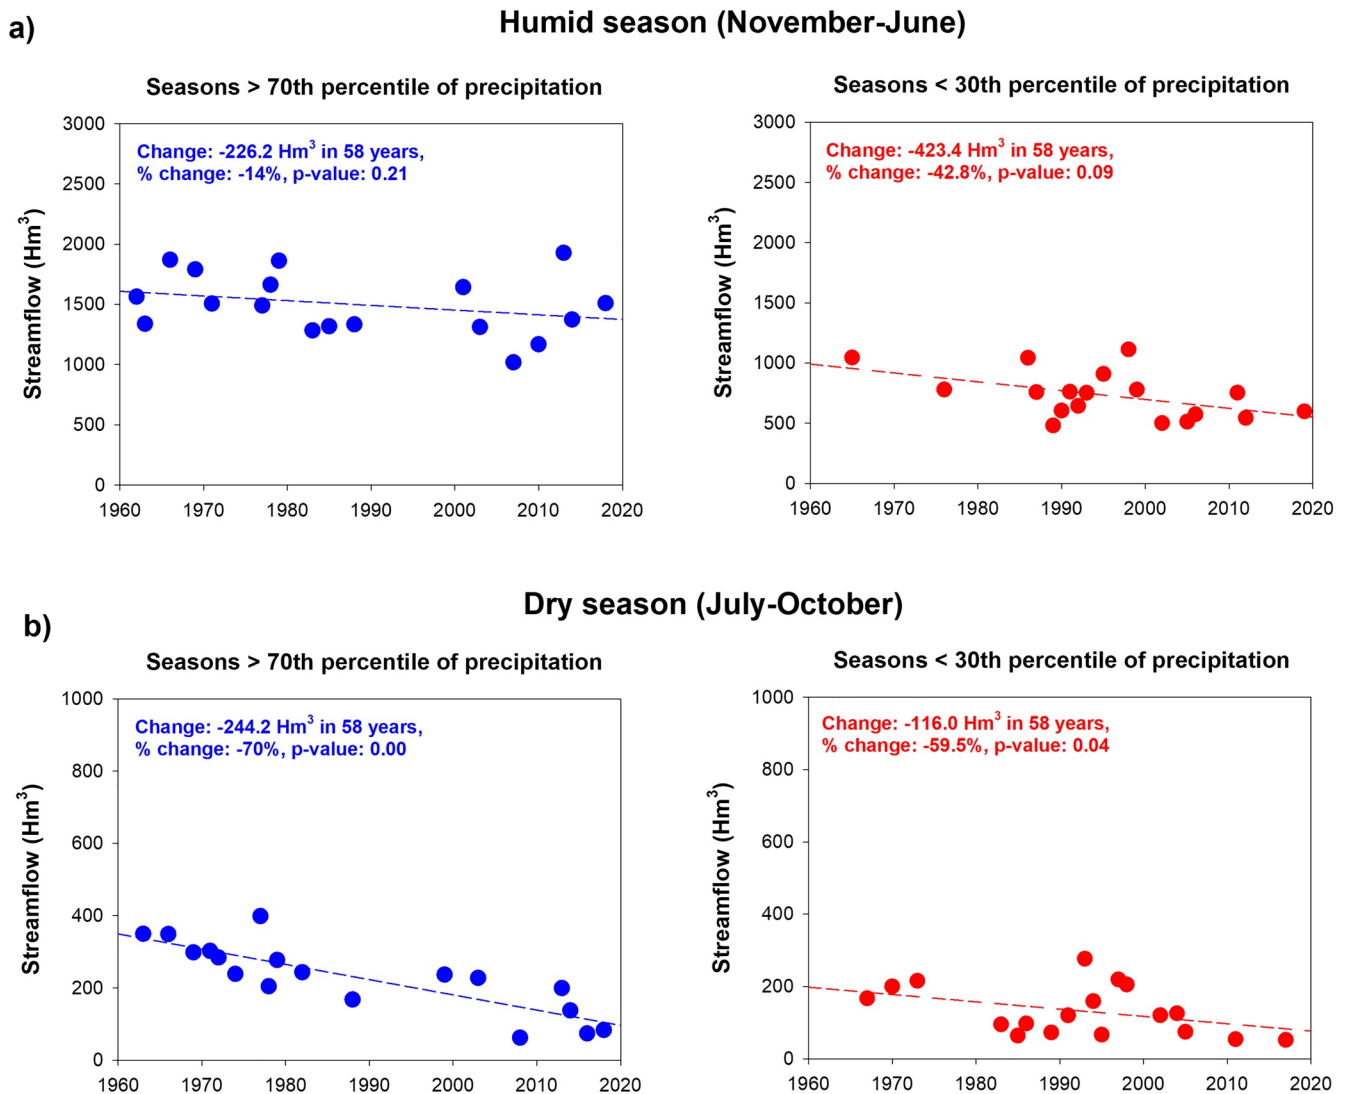 a)
Humid season (November-June)
Seasons > 70th percentile of precipitation
Change: -226.2 Hm³ in 58 years,
% change: -14%, p-value: 0.21
Streamflow (Hm³)
3000
2500
2000
1500
1000
500
0
1960 1970 1980 1990 2000 2010 2020
Seasons < 30th percentile of precipitation
Change: -423.4 Hm³ in 58 years,
% change: -42.8%, p-value: 0.09
Streamflow (Hm³)
3000
2500
2000
1500
1000
500
0
1960 1970 1980 1990 2000 2010 2020
b)
Dry season (July-October)
Seasons > 70th percentile of precipitation
Change: -244.2 Hm³ in 58 years,
% change: -70%, p-value: 0.00
Streamflow (Hm³)
1000
800
600
400
200
0
1960 1970 1980 1990 2000 2010 2020
Seasons < 30th percentile of precipitation
Change: -116.0 Hm³ in 58 years,
% change: -59.5%, p-value: 0.04
Streamflow (Hm³)
1000
800
600
400
200
0
1960 1970 1980 1990 2000 2010 2020